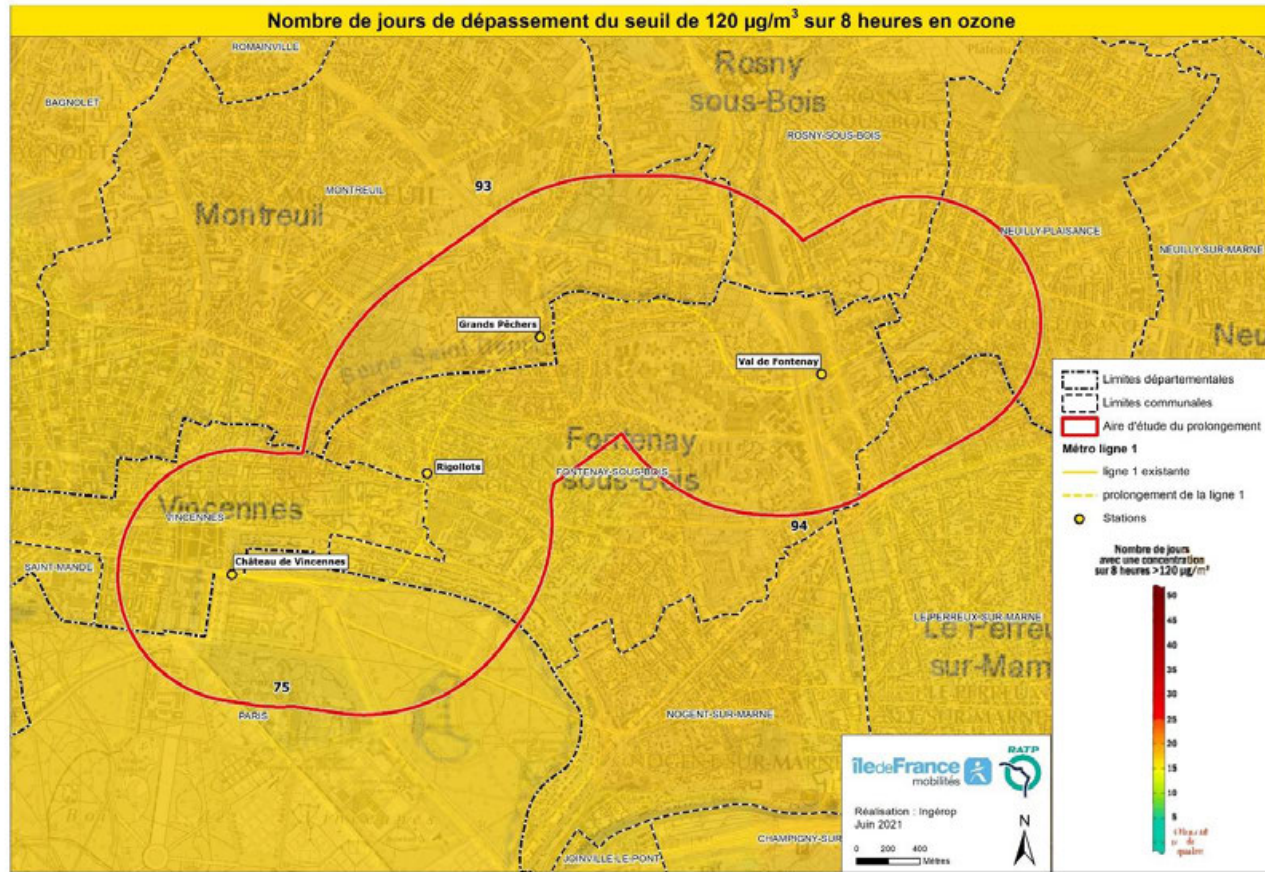 Nombre de jours de dépassement du seuil de 120 µg/m³ sur 8 heures en ozone
ROMAINVILLE
Rosny
sous-Bois
BAGNOLET
ROSNY-SOUS-BOIS
MONTREUIL
93
Montreuil
NEUILLY-PLAISANCE
NEUILLY-SUR-MARNE
Grands Pêchers
Val de Fontenay
Fontenay
sous-Bois
FONTENAY-SOUS-BOIS
Rigollots
Vincennes
VINCENNES
94
SAINT-MANDE
Château de Vincennes
LE PERREUX-SUR-MARNE
75
PARIS
NOGENT-SUR-MARNE
JOINVILLE-LE-PONT
CHAMPIGNY-SUR
Limites départementales
Limites communales
Aire d'étude du prolongement
Métro ligne 1
ligne 1 existante
prolongement de la ligne 1
Stations
Nombre de jours
avec une concentration
sur 8 heures >120 µg/m³
50
45
40
35
30
25
20
15
10
5
île de France
mobilités
RATP
Réalisation : Ingérop
Juin 2021
N
0 200 400
Mètres